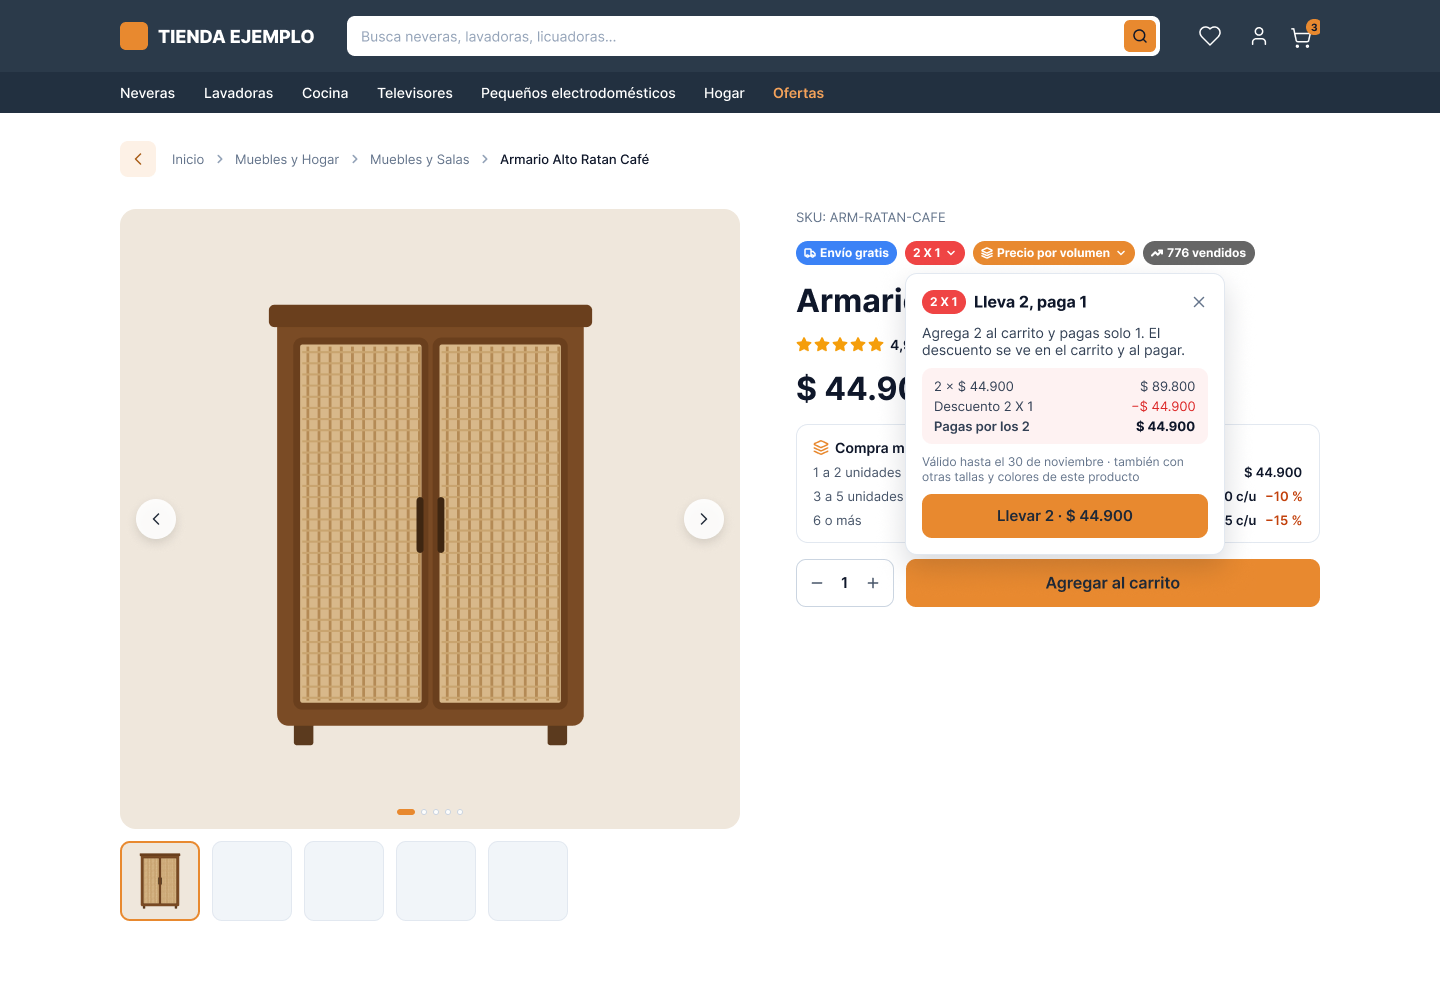 TIENDA EJEMPLO
Busca neveras, lavadoras, licuadoras...
3
Neveras
Lavadoras
Cocina
Televisores
Pequeños electrodomésticos
Hogar
Ofertas
Inicio
Muebles y Hogar
Muebles y Salas
Armario Alto Ratan Café
SKU: ARM-RATAN-CAFE
Envío gratis
2 X 1
Precio por volumen
776 vendidos
2 X 1 Lleva 2, paga 1
Agrega 2 al carrito y pagas solo 1. El
descuento se ve en el carrito y al pagar.
2 × $ 44.900 $ 89.800
Descuento 2 X 1 −$ 44.900
Pagas por los 2 $ 44.900
Válido hasta el 30 de noviembre · también con
otras tallas y colores de este producto
Llevar 2 · $ 44.900
Compra
1 a 2 unidades $ 44.900
3 a 5 unidades c/u −10 %
6 o más c/u −15 %
1
Agregar al carrito